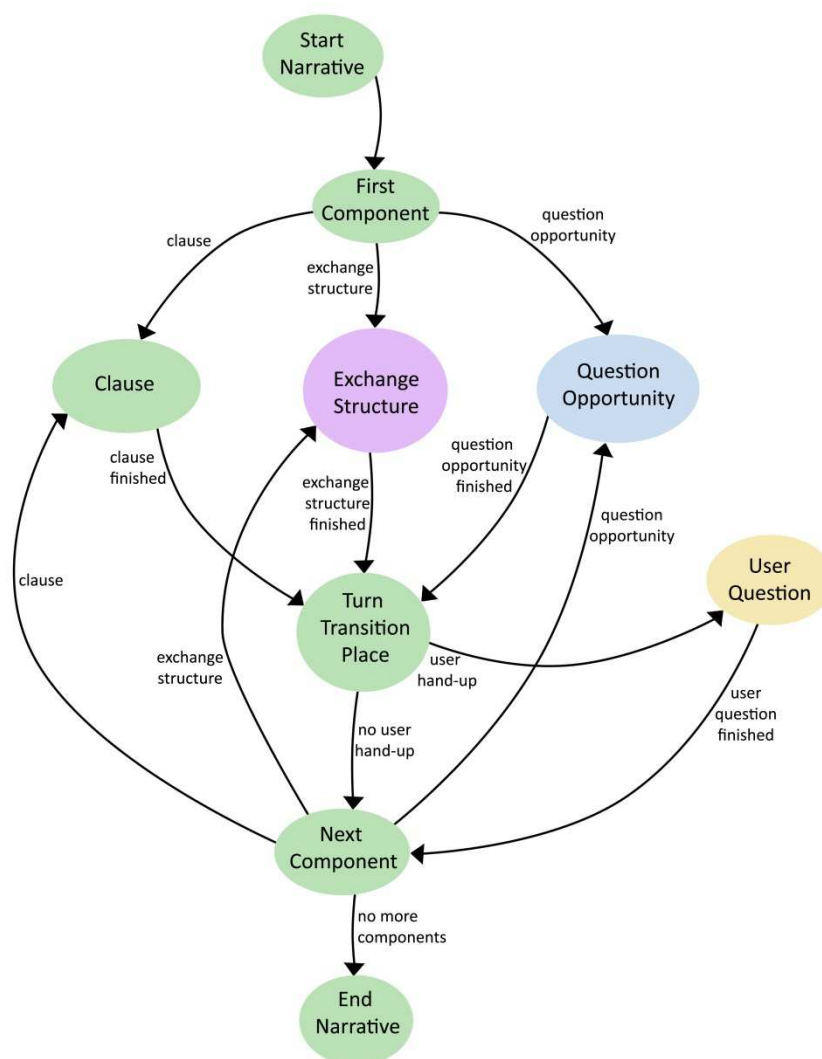 Start
Narrative
First
Component
clause
exchange
structure
question
opportunity
Clause
Exchange
Structure
Question
Opportunity
clause
finished
exchange
structure
finished
question
opportunity
finished
question
opportunity
clause
exchange
structure
Turn
Transition
Place
User
Question
user
hand-up
no user
hand-up
user
question
finished
Next
Component
no more
components
End
Narrative